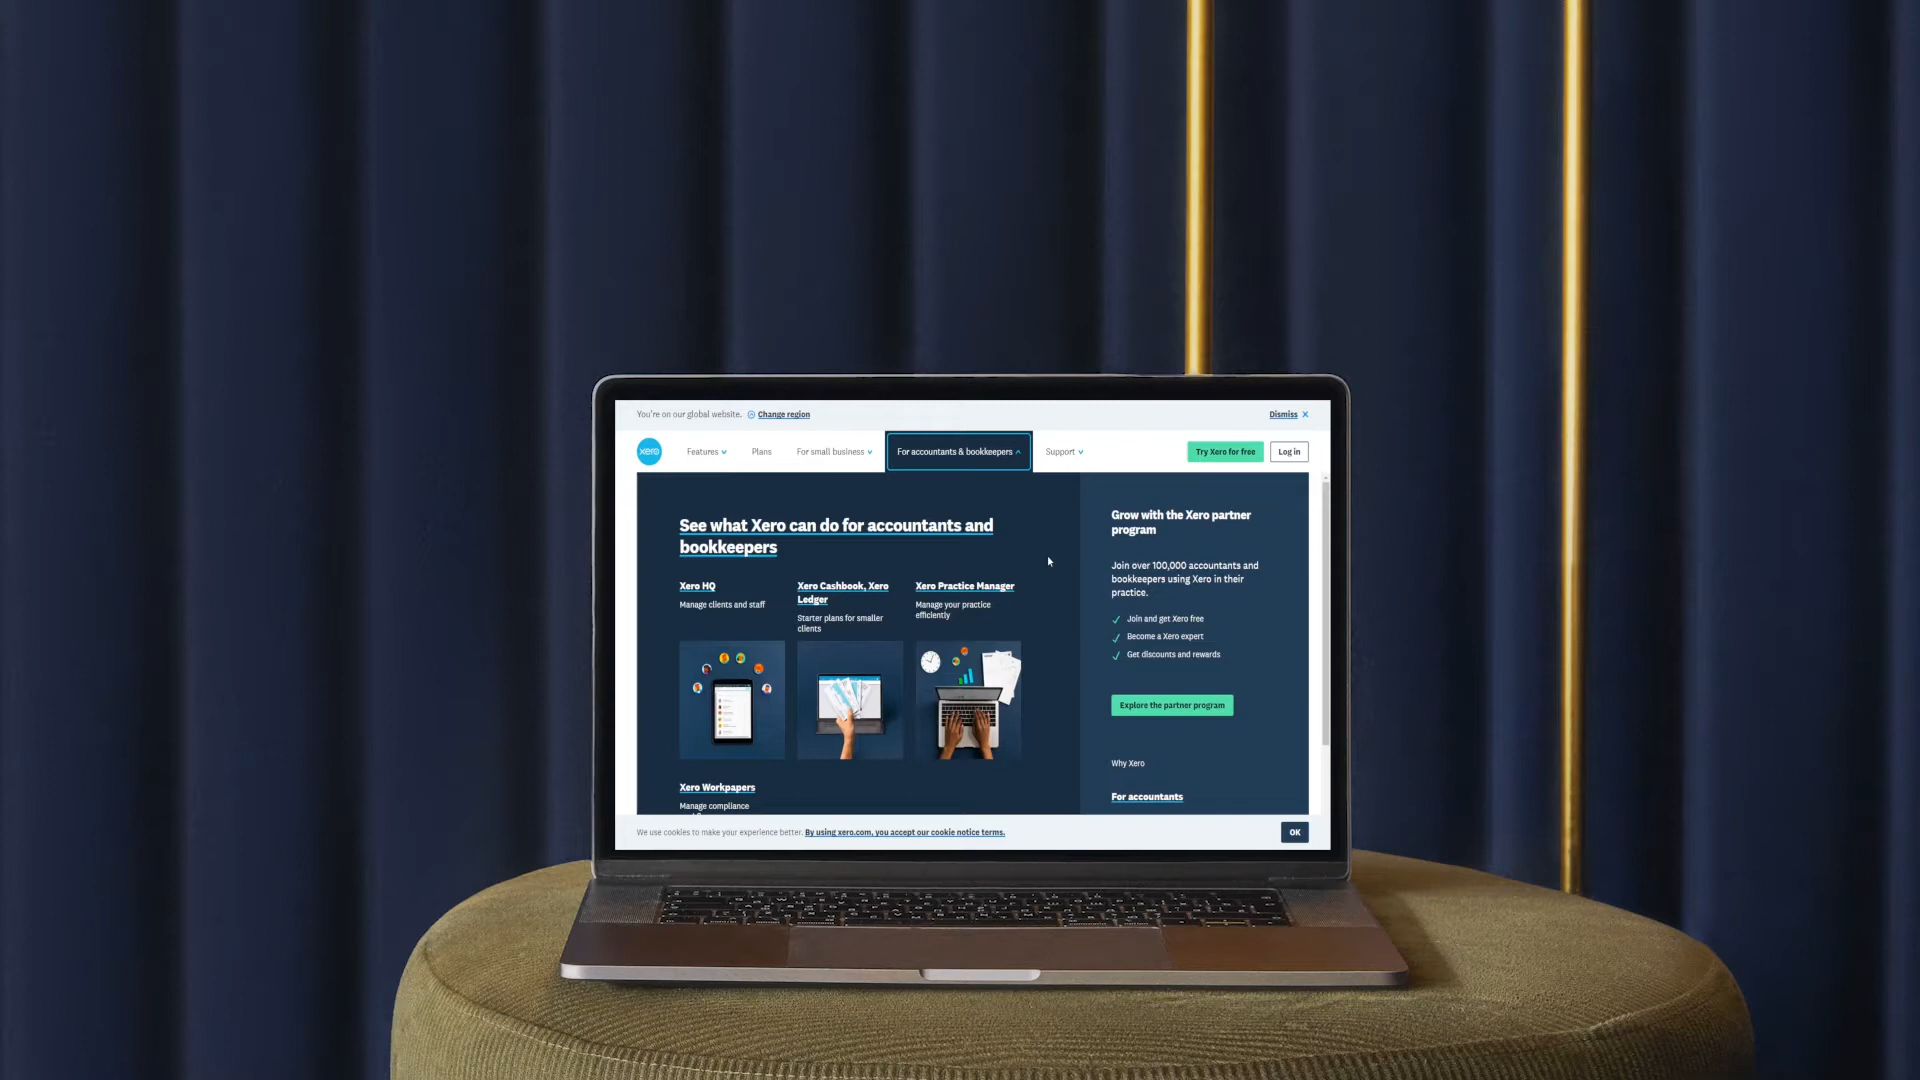 You're on our global website. Change region
Dismiss
xero
Features
Plans
For small business
For accountants & bookkeepers
Support
Try Xero for free
Log in
See what Xero can do for accountants and
bookkeepers
Xero HQ
Manage clients and staff
Xero Cashbook, Xero
Ledger
Starter plans for smaller
clients
Xero Practice Manager
Manage your practice
efficiently
Xero Workpapers
Manage compliance
Grow with the Xero partner
program
Join over 100,000 accountants and
bookkeepers using Xero in their
practice.
Join and get Xero free
Become a Xero expert
Get discounts and rewards
Explore the partner program
Why Xero
For accountants
We use cookies to make your experience better. By using xero.com, you accept our cookie notice terms.
OK